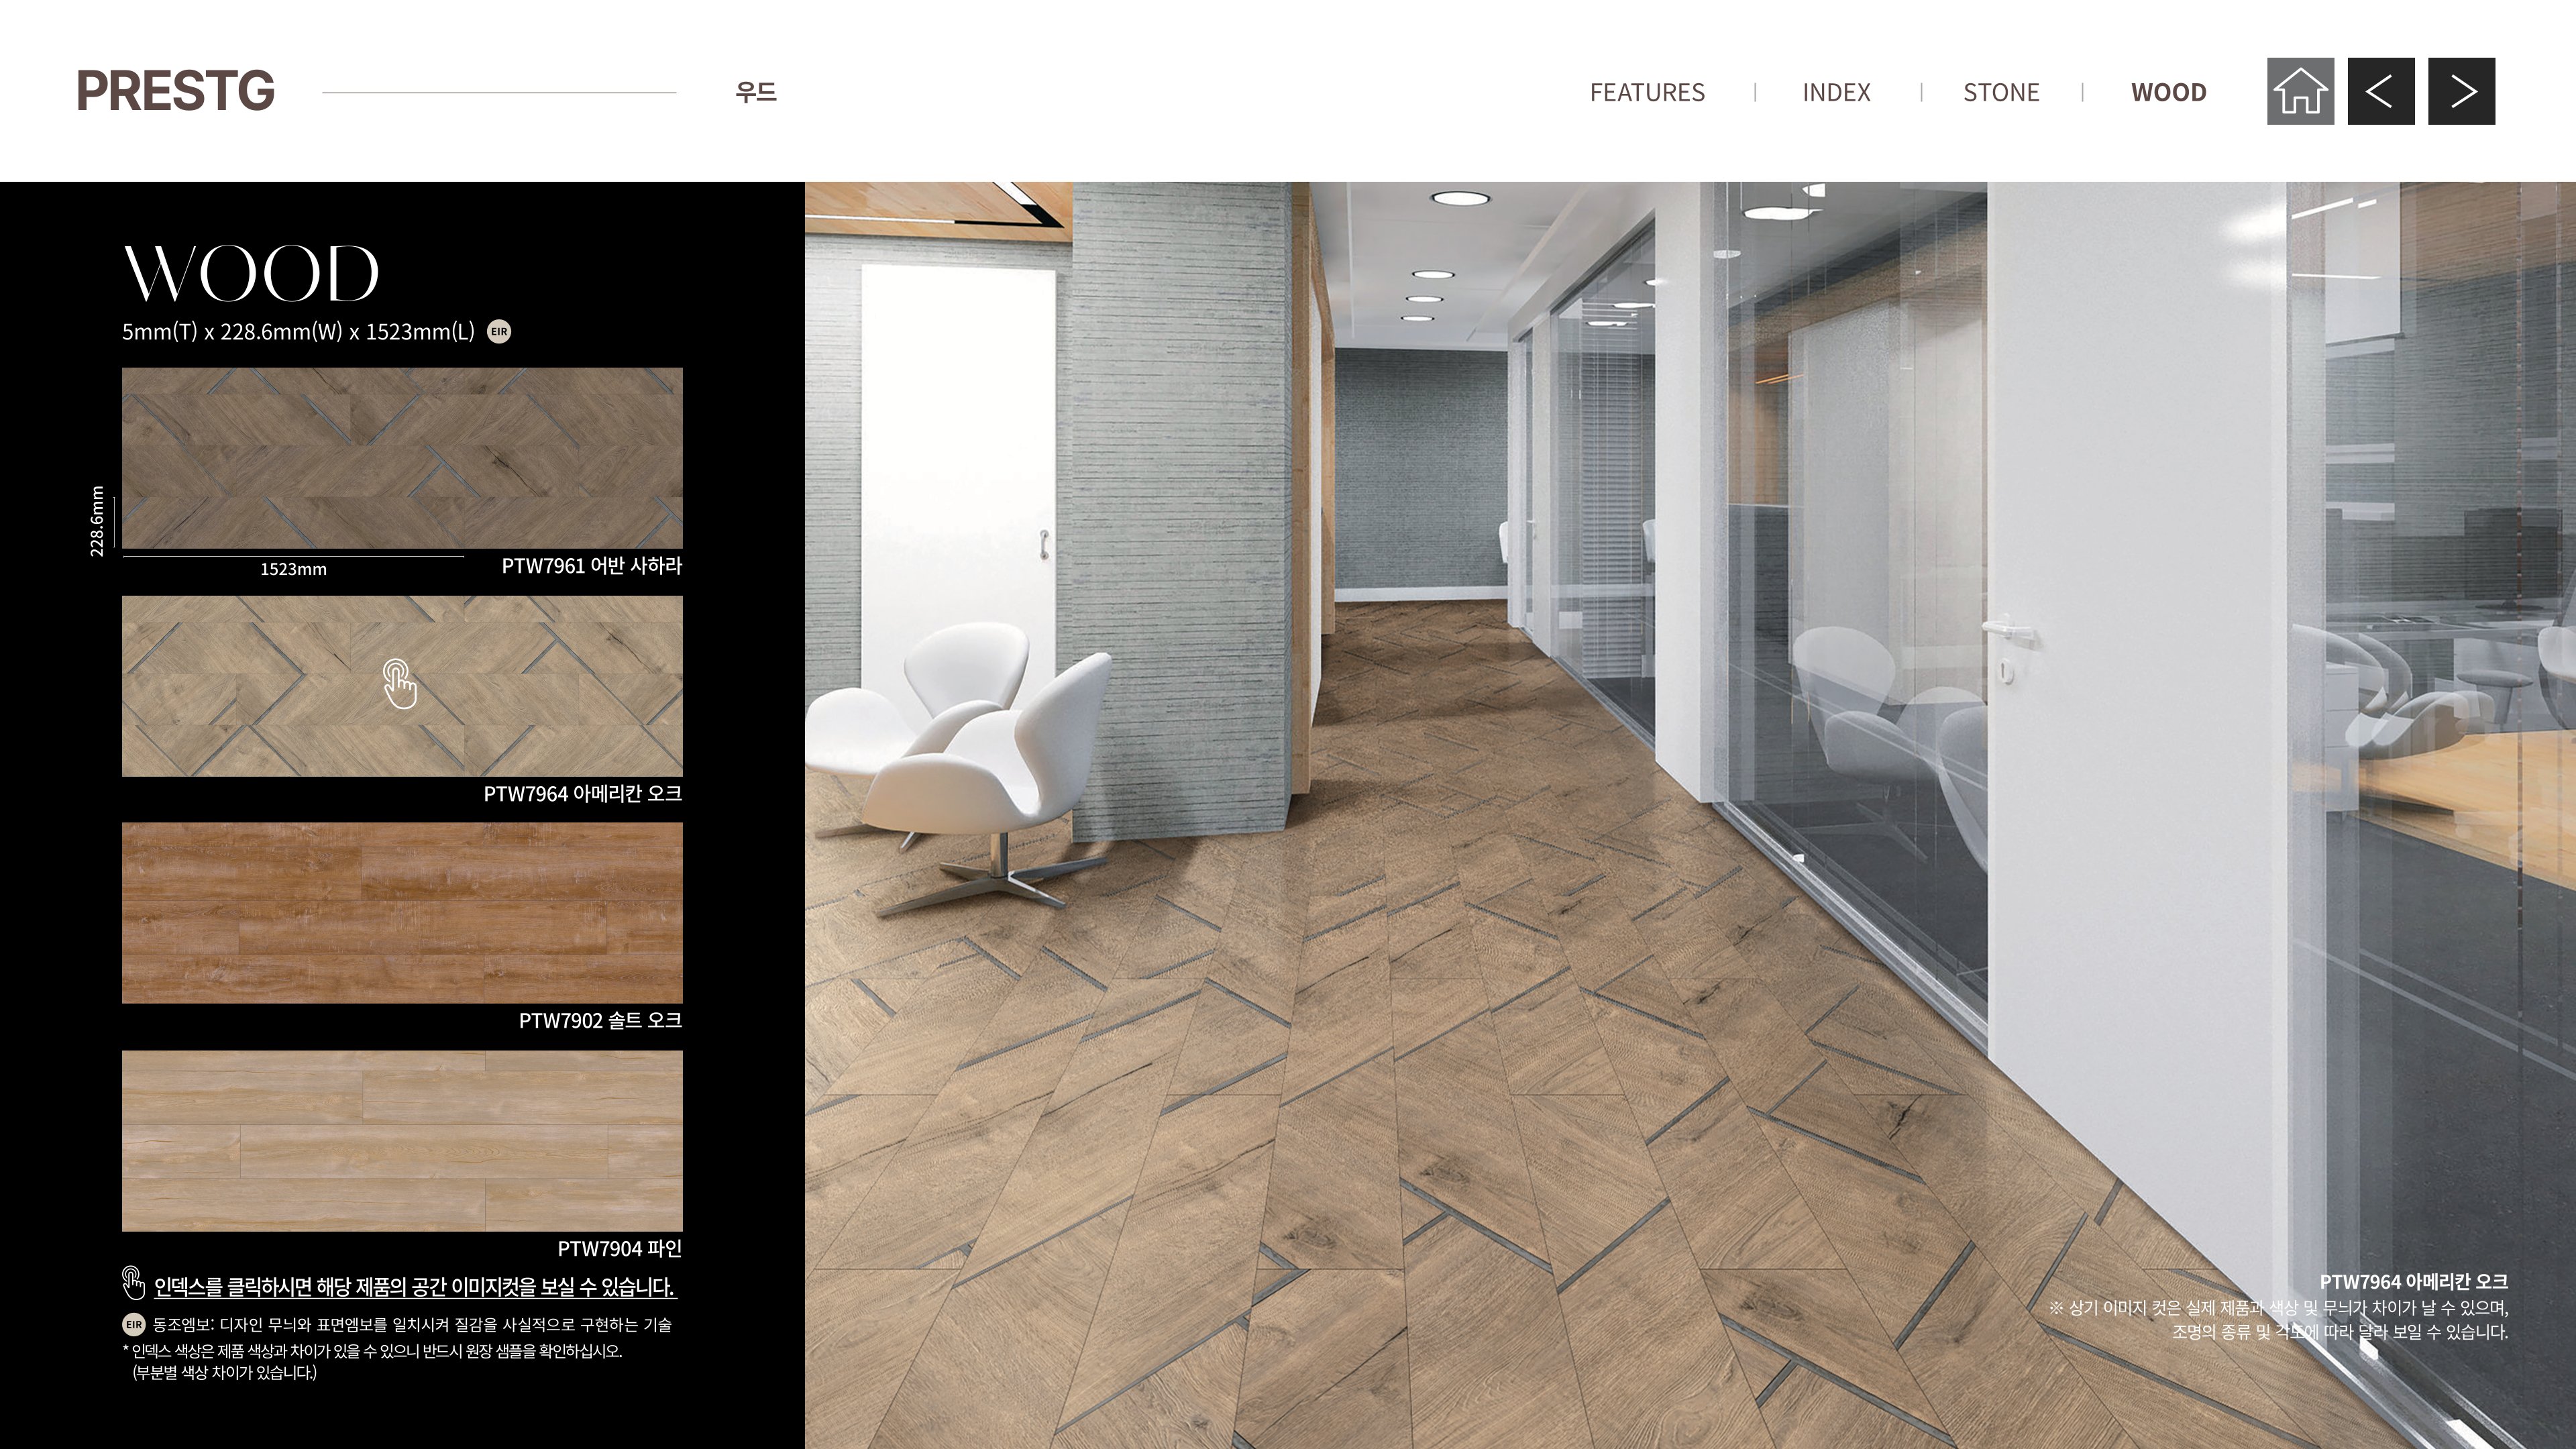 PRESTG
우드
FEATURES | INDEX | STONE | WOOD
WOOD
5mm(T) x 228.6mm(W) x 1523mm(L) EIR
228.6mm
1523mm
PTW7961 어반 사하라
PTW7964 아메리칸 오크
PTW7902 솔트 오크
PTW7904 파인
인덱스를 클릭하시면 해당 제품의 공간 이미지컷을 보실 수 있습니다.
EIR 동조엠보: 디자인 무늬와 표면엠보를 일치시켜 질감을 사실적으로 구현하는 기술
* 인덱스 색상은 제품 색상과 차이가 있을 수 있으니 반드시 원장 샘플을 확인하십시오.
(부분별 색상 차이가 있습니다.)
PTW7964 아메리칸 오크
※ 상기 이미지 컷은 실제 제품과 색상 및 무늬가 차이가 날 수 있으며,
조명의 종류 및 각도에 따라 달라 보일 수 있습니다.